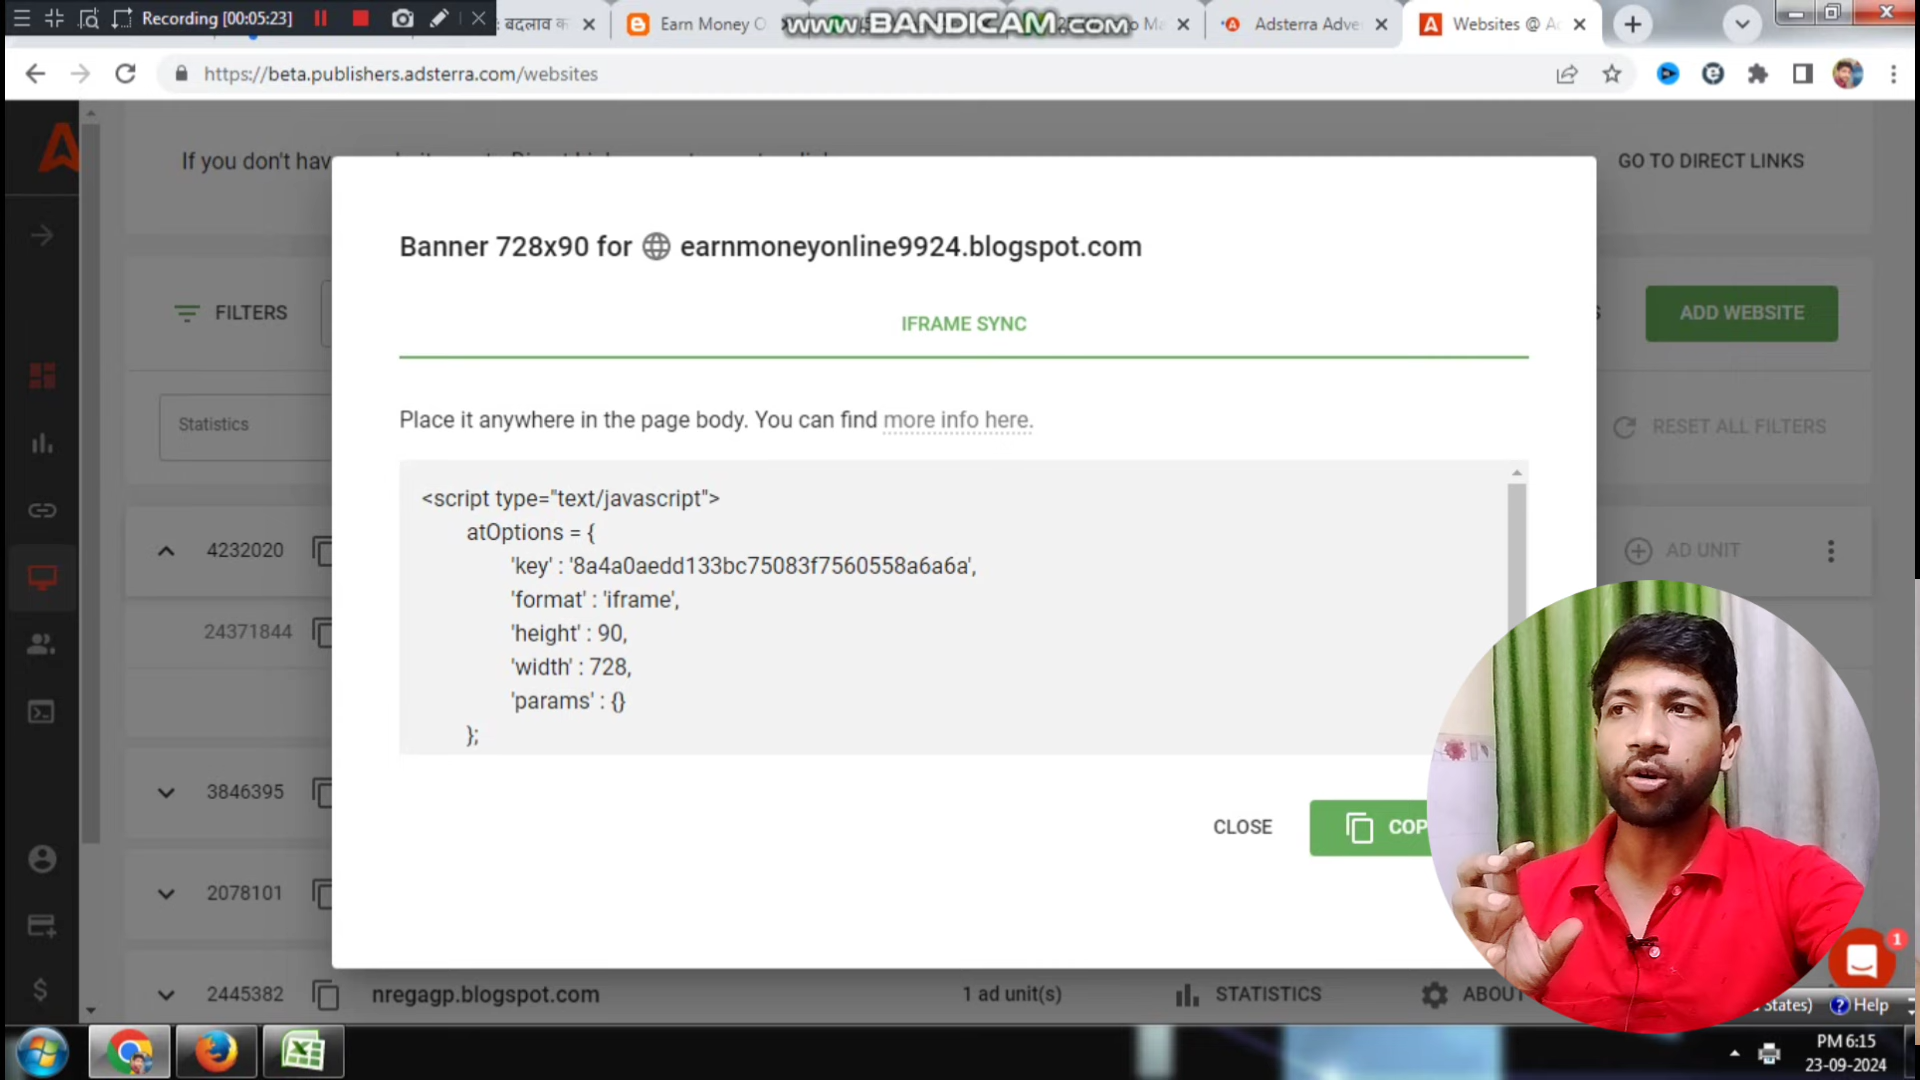 Recording [00:05:23]
बदलाव क
Earn Money O
www.BANDICAM.com
Adsterra Adve
Websites @ A
https://beta.publishers.adsterra.com/websites
If you don't hav
GO TO DIRECT LINKS
Banner 728x90 for earnmoneyonline9924.blogspot.com
FILTERS
IFRAME SYNC
ADD WEBSITE
Place it anywhere in the page body. You can find more info here.
Statistics
RESET ALL FILTERS
<script type="text/javascript">
atOptions = {
4232020
AD UNIT
'key' : '8a4a0aedd133bc75083f7560558a6a6a',
'format' : 'iframe',
24371844
'height' : 90,
'width' : 728,
'params' : {}
};
3846395
CLOSE
COP
2078101
1
2445382
nregagp.blogspot.com
1 ad unit(s)
STATISTICS
ABOUT
States)
Help
PM 6:15
23-09-2024